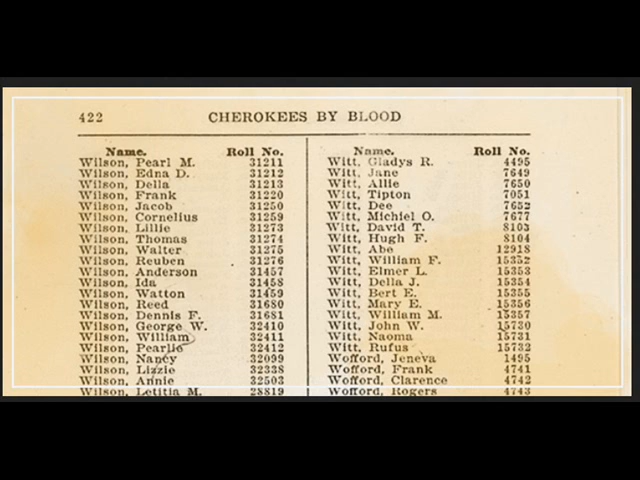 422 CHEROKEES BY BLOOD
Name. Roll No.
Wilson, Pearl M. 31211
Wilson, Edna D. 31212
Wilson, Della 31213
Wilson, Frank 31220
Wilson, Jacob 31250
Wilson, Cornelius 31259
Wilson, Lillie 31273
Wilson, Thomas 31274
Wilson, Walter 31275
Wilson, Reuben 31276
Wilson, Anderson 31457
Wilson, Ida 31458
Wilson, Watton 31459
Wilson, Reed 31680
Wilson, Dennis F. 31681
Wilson, George W. 32410
Wilson, William 32411
Wilson, Pearlie 32412
Wilson, Nancy 32099
Wilson, Lizzie 32338
Wilson, Annie 32503
Wilson, Letitia M. 28819
Name. Roll No.
Witt, Gladys R. 4495
Witt, Jane 7649
Witt, Allie 7650
Witt, Tipton 7051
Witt, Dee 7652
Witt, Michiel O. 7677
Witt, David T. 8103
Witt, Hugh F. 8104
Witt, Abe 12918
Witt, William F. 15352
Witt, Elmer L. 15353
Witt, Della J. 15354
Witt, Bert E. 15355
Witt, Mary E. 15356
Witt, William M. 15357
Witt, John W. 15730
Witt, Naoma 15731
Witt, Rufus 15732
Wofford, Jeneva 1495
Wofford, Frank 4741
Wofford, Clarence 4742
Wofford, Rogers 4743